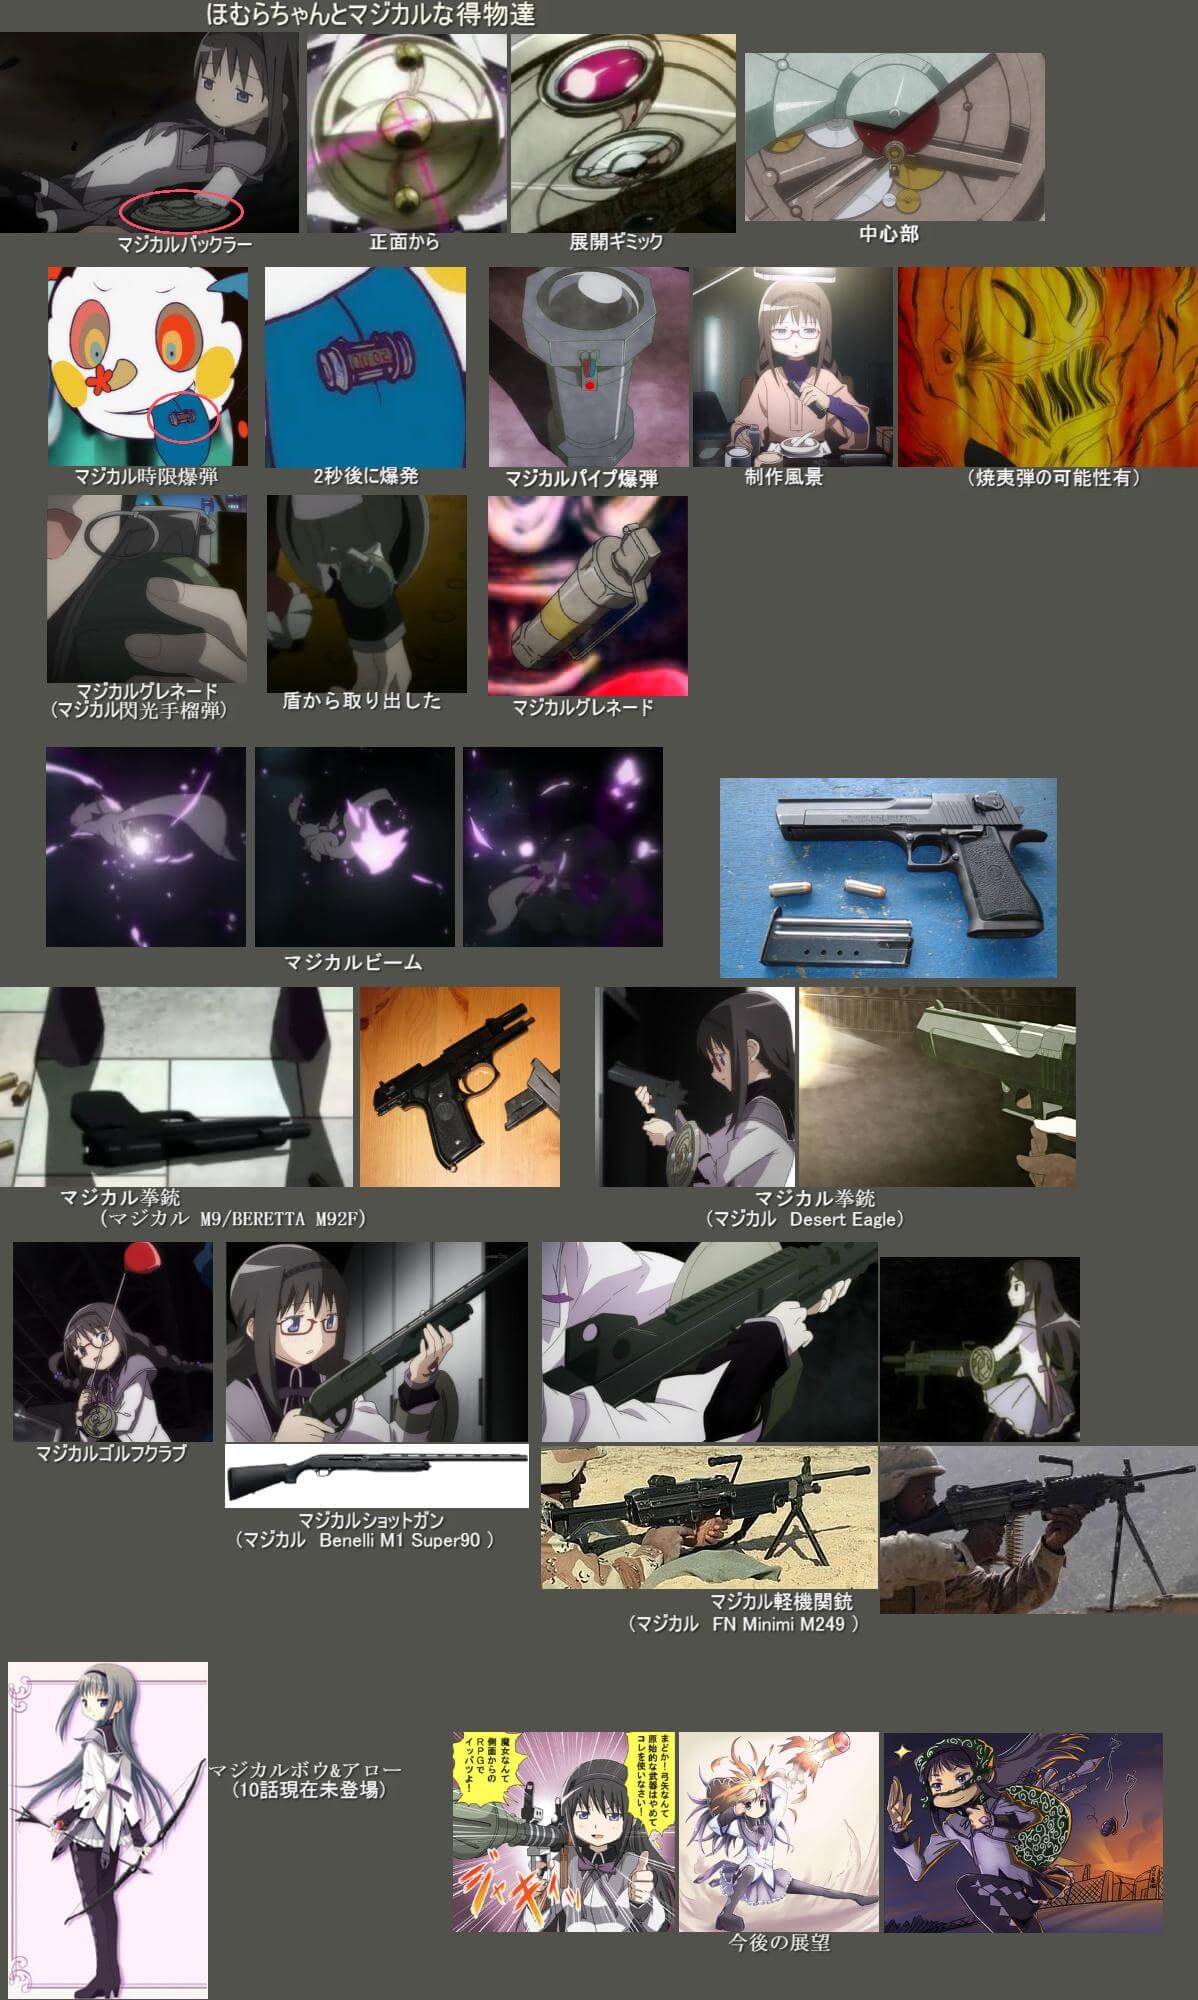 ほむらちゃんとマジカルな得物達
マジカルバックラー
正面から
展開ギミック
中心部
00:02
マジカル時限爆弾
2秒後に爆発
マジカルパイプ爆弾
制作風景
（焼夷弾の可能性有）
マジカルグレネード
（マジカル閃光手榴弾）
盾から取り出した
マジカルグレネード
マジカルビーム
マジカル拳銃
(マジカル M9/BERETTA M92F)
マジカル拳銃
（マジカル Desert Eagle）
マジカルゴルフクラブ
マジカルショットガン
（マジカル Benelli M1 Super90 ）
マジカル軽機関銃
（マジカル FN Minimi M249 ）
マジカルボウ&アロー
（10話現在未登場）
まどか！弓矢なんて
原始的な武器はやめて
コレを使いなさい！
魔女なんて
側面からの
RPGで
イッパツよ！
ジャキィッ
今後の展望